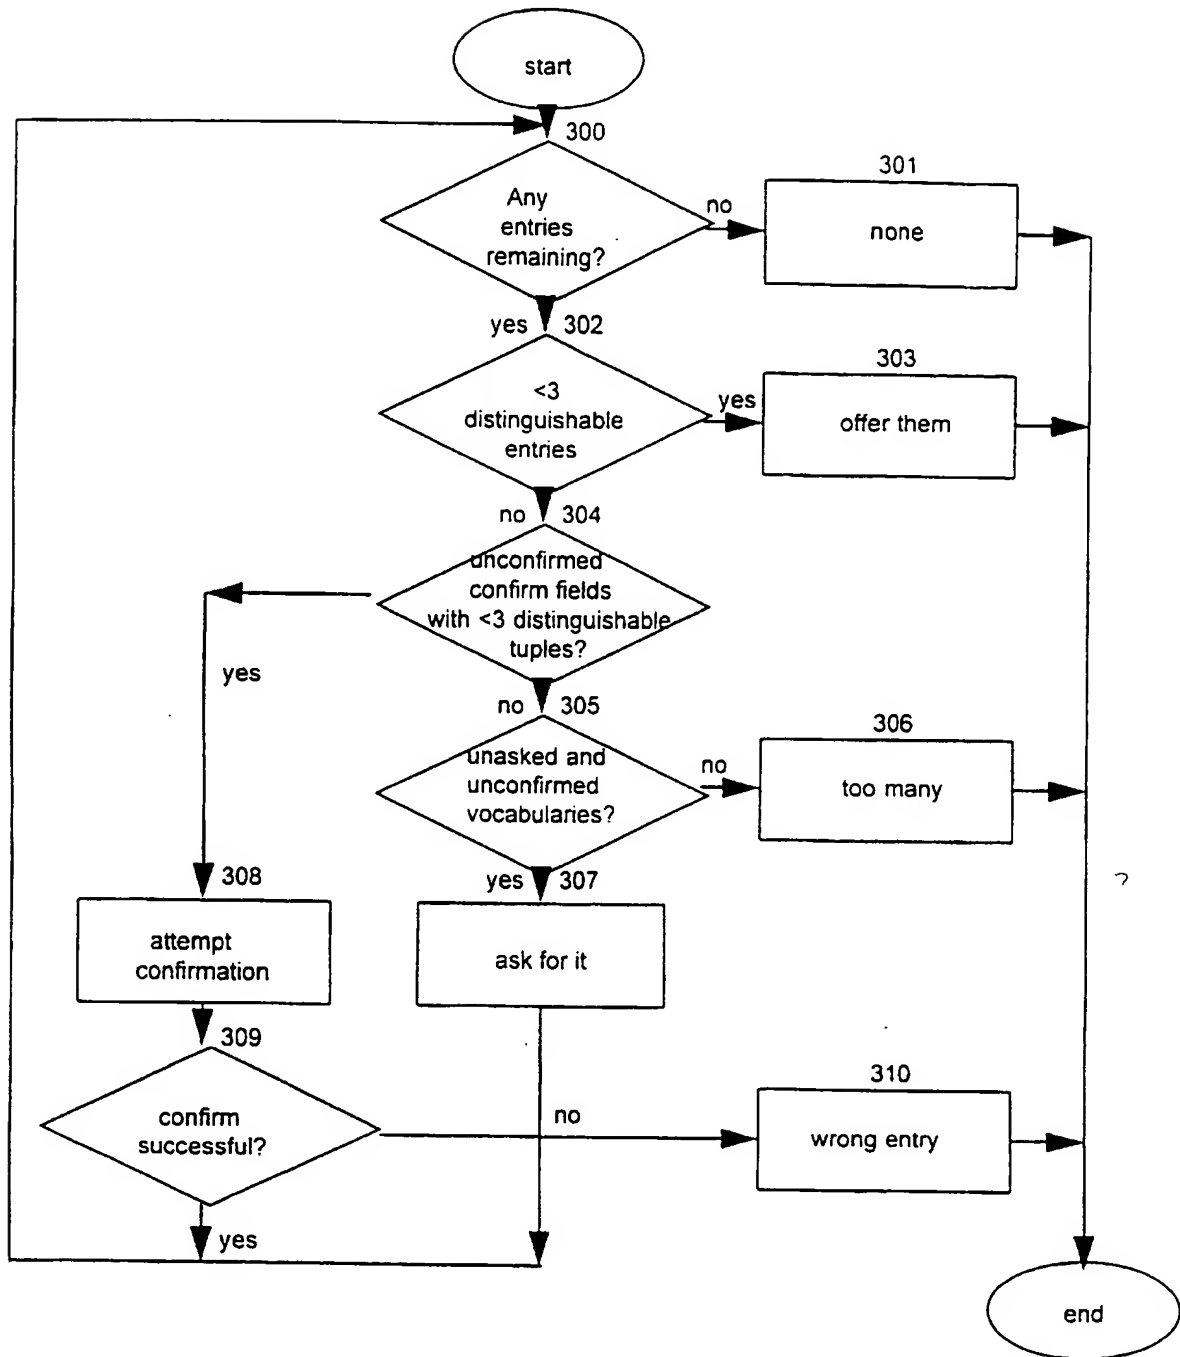 start
300
Any
entries
remaining?
no
301
none
yes
302
<3
distinguishable
entries
yes
303
offer them
no
304
unconfirmed
confirm fields
with <3 distinguishable
tuples?
yes
no
305
unasked and
unconfirmed
vocabularies?
no
306
too many
308
attempt
confirmation
yes
307
ask for it
?
309
confirm
successful?
no
310
wrong entry
yes
end